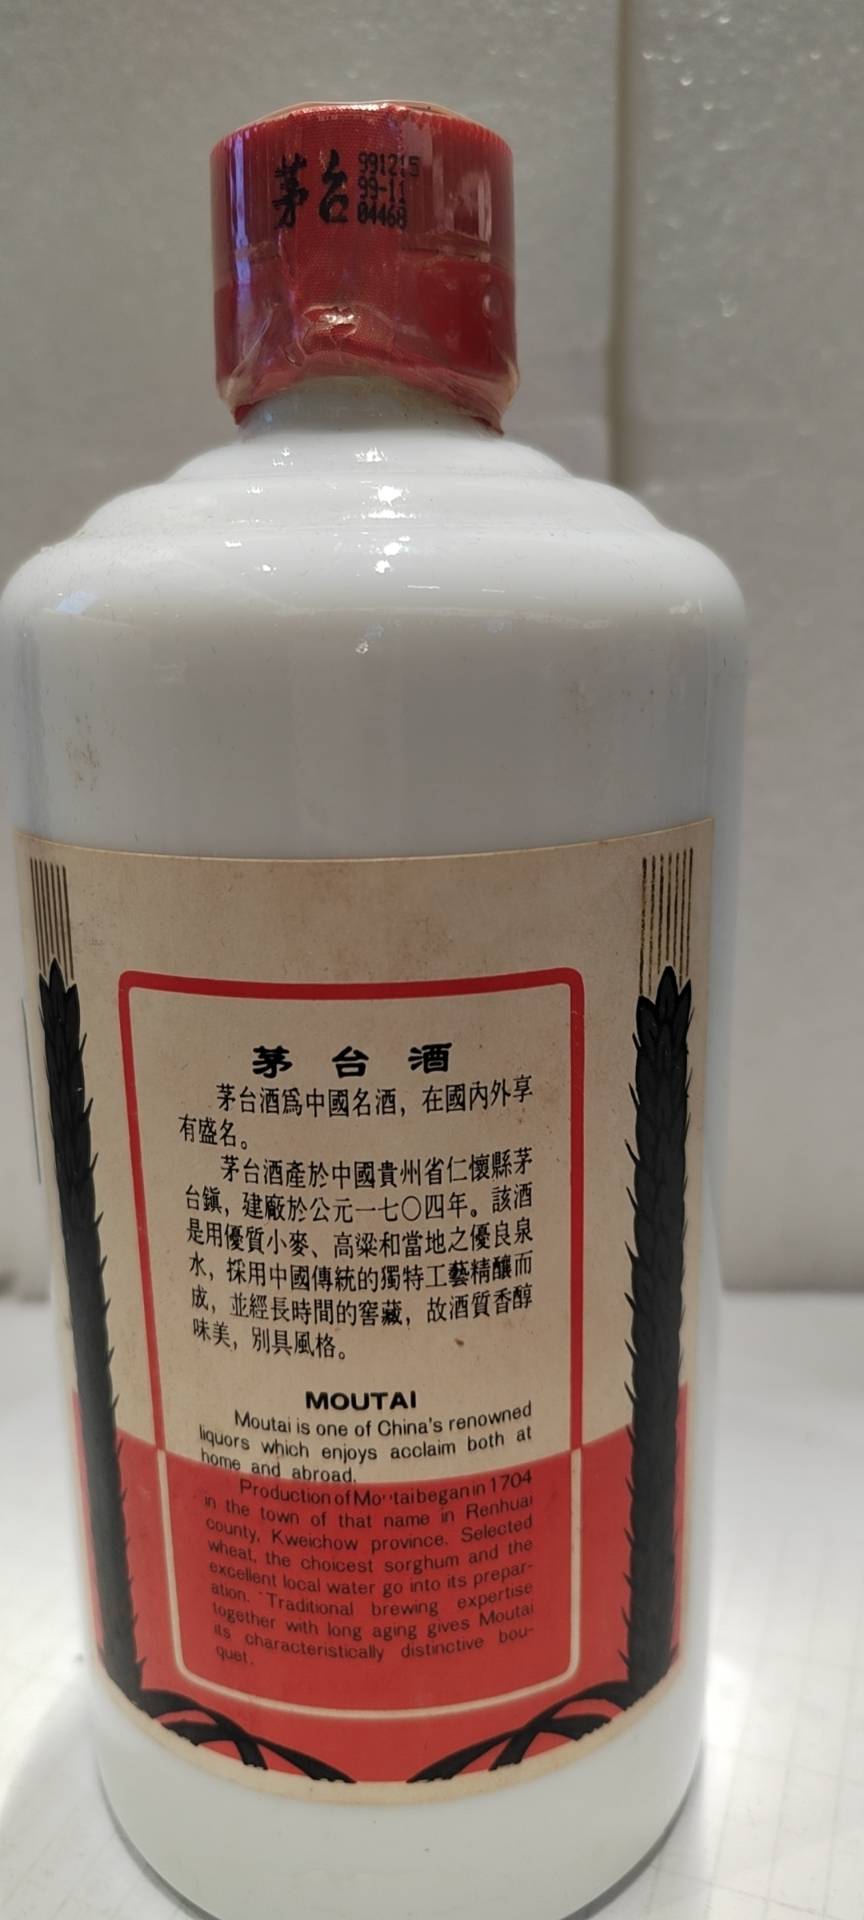 茅台
991215
99-11
04468
茅台酒
茅台酒爲中國名酒，在國內外享
有盛名。
茅台酒產於中國貴州省仁懷縣茅
台鎮，建廠於公元一七〇四年。該酒
是用優質小麥、高粱和當地之優良泉
水，採用中國傳統的獨特工藝精釀而
成，並經長時間的窖藏，故酒質香醇
味美，別具風格。
MOUTAI
Moutai is one of China's renowned
liquors which enjoys acclaim both at
home and abroad.
Production of Moutai began in 1704
in the town of that name in Renhuai
county, Kweichow province. Selected
wheat, the choicest sorghum and the
excellent local water go into its prepar-
ation. Traditional brewing expertise
together with long aging gives Moutai
its characteristically distinctive bou-
quet.